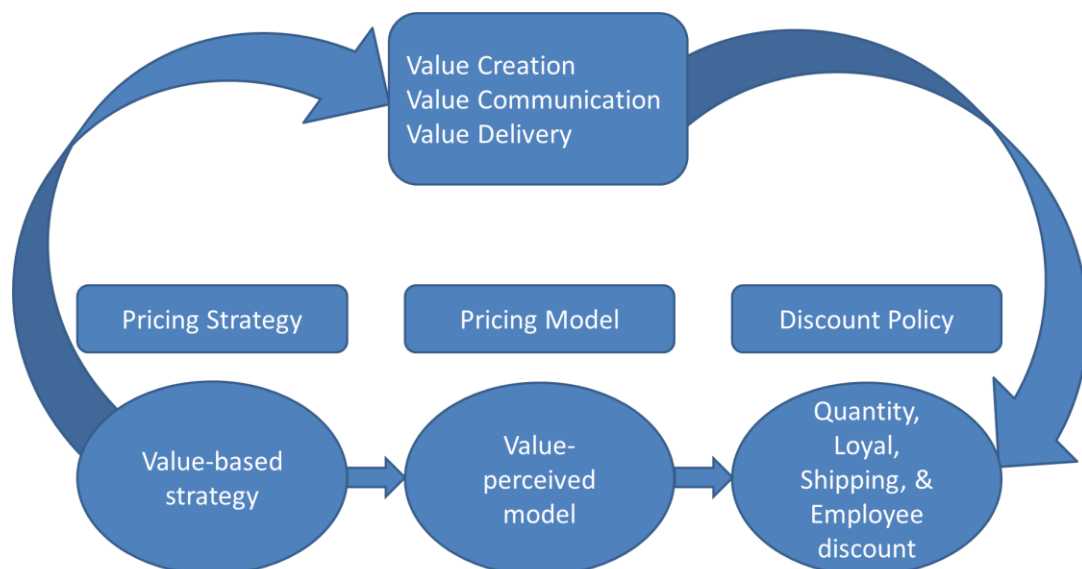 Value Creation
Value Communication
Value Delivery
Pricing Strategy
Pricing Model
Discount Policy
Value-based
strategy
Value-
perceived
model
Quantity,
Loyal,
Shipping, &
Employee
discount